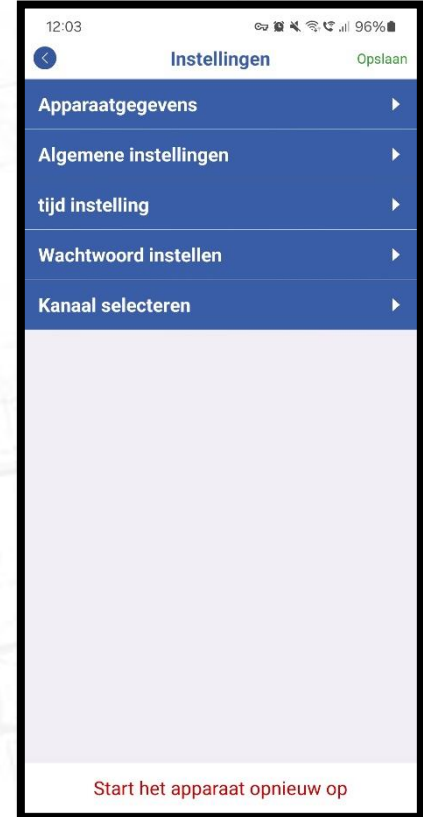 12:03 96%
Instellingen Opslaan
Apparaatgegevens
Algemene instellingen
tijd instelling
Wachtwoord instellen
Kanaal selecteren
Start het apparaat opnieuw op